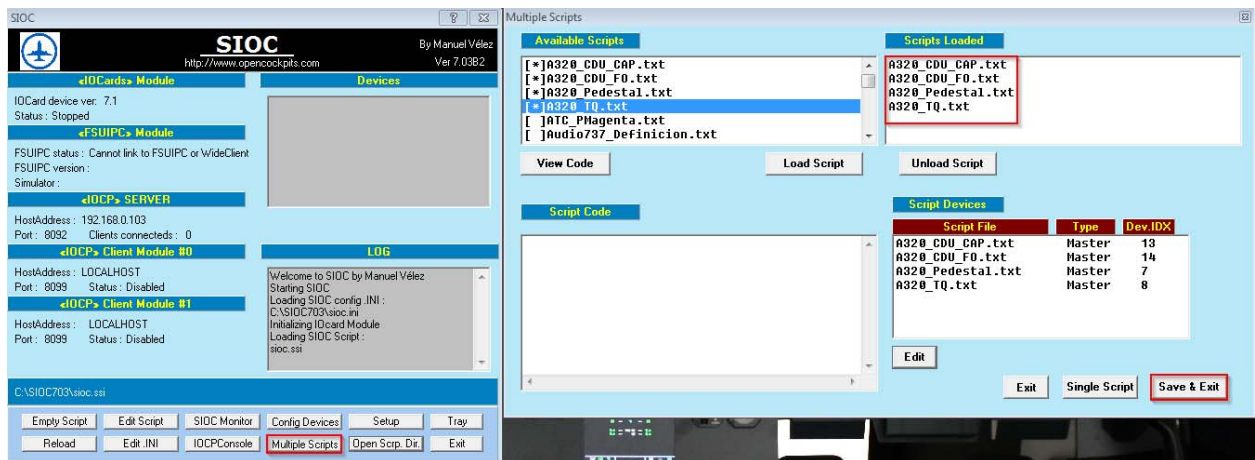 SIOC
SIOC
By Manuel Vélez
http://www.opencockpits.com
Ver 7.03B2
«IOCards» Module
IOCard device ver: 7.1
Status : Stopped
«FSUIPC» Module
FSUIPC status : Cannot link to FSUIPC or WideClient
FSUIPC version :
Simulator :
«IOCP» SERVER
HostAddress : 192.168.0.103
Port : 8092 Clients connecteds : 0
«IOCP» Client Module #0
HostAddress : LOCALHOST
Port : 8099 Status : Disabled
«IOCP» Client Module #1
HostAddress : LOCALHOST
Port : 8099 Status : Disabled
Devices
LOG
Welcome to SIOC by Manuel Vélez
Starting SIOC
Loading SIOC config .INI :
C:\SIOC703\sioc.ini
Initializing IOcard Module
Loading SIOC Script :
sioc.ssi
C:\SIOC703\sioc.ssi
Empty Script Edit Script SIOC Monitor Config Devices Setup Tray
Reload Edit .INI IOCPConsole Multiple Scripts Open Scrp. Dir. Exit
Multiple Scripts
Available Scripts
[*]A320_CDU_CAP.txt
[*]A320_CDU_FO.txt
[*]A320_Pedestal.txt
[*]A320_TQ.txt
[ ]ATC_PMagenta.txt
[ ]Audio737_Definicion.txt
View Code Load Script
Scripts Loaded
A320_CDU_CAP.txt
A320_CDU_FO.txt
A320_Pedestal.txt
A320_TQ.txt
Unload Script
Script Code
Script Devices
Script File Type Dev.IDX
A320_CDU_CAP.txt Master 13
A320_CDU_FO.txt Master 14
A320_Pedestal.txt Master 7
A320_TQ.txt Master 8
Edit
Exit Single Script Save & Exit